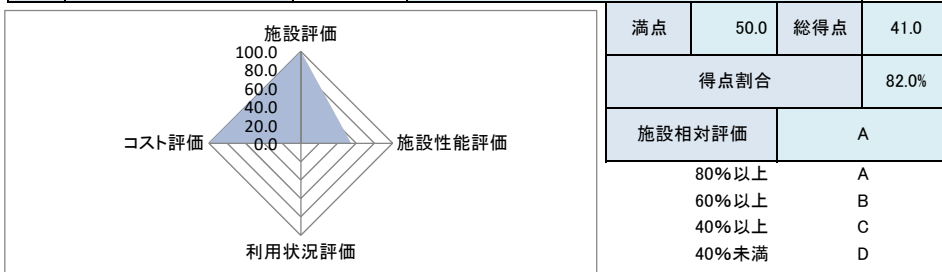 施設評価
100.0
80.0
60.0
40.0
20.0
0.0
コスト評価
施設性能評価
利用状況評価
満点 50.0 総得点 41.0
得点割合 82.0%
施設相対評価 A
80%以上 A
60%以上 B
40%以上 C
40%未満 D